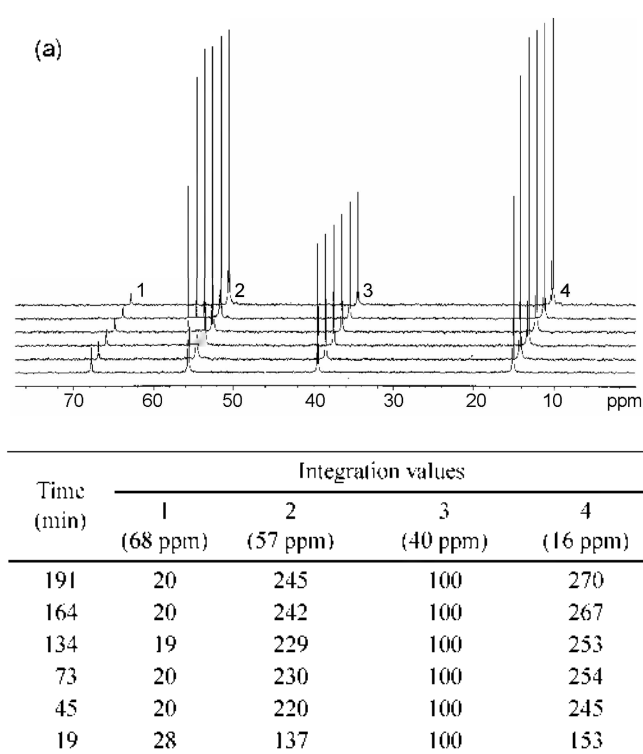 (a)
1 2 3 4
70 60 50 40 30 20 10 ppm
Time (min) Integration values
1 (68 ppm) 2 (57 ppm) 3 (40 ppm) 4 (16 ppm)
191 20 245 100 270
164 20 242 100 267
134 19 229 100 253
73 20 230 100 254
45 20 220 100 245
19 28 137 100 153